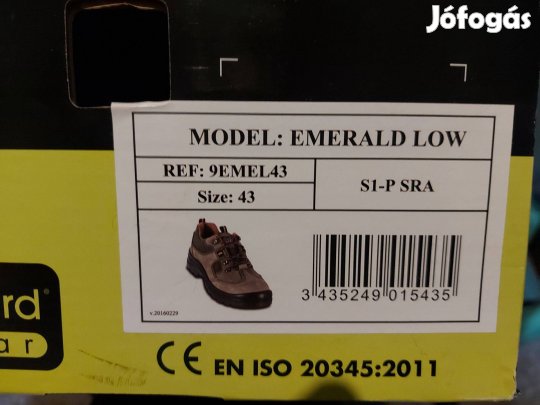 Jófogás
MODEL: EMERALD LOW
REF: 9EMEL43
Size: 43
S1-P SRA
3 435249 015435
v.20160229
CE EN ISO 20345:2011